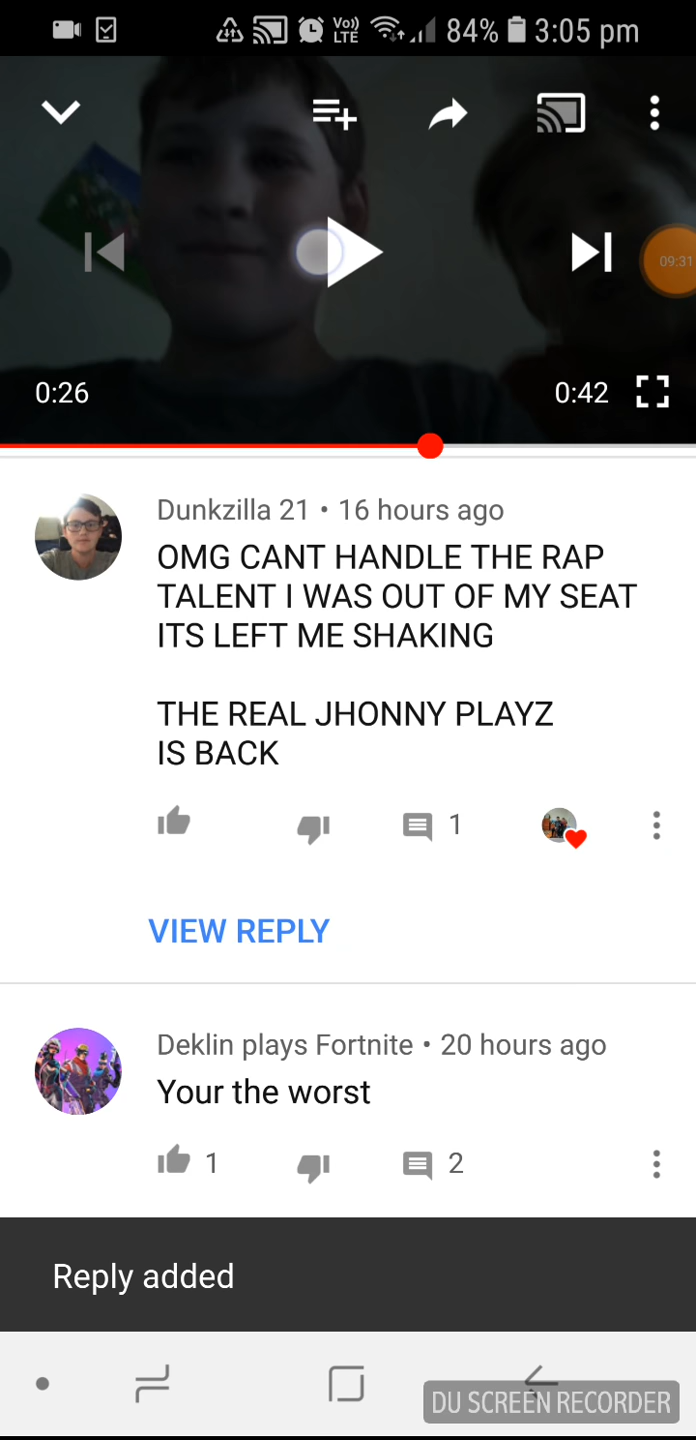 Vo)) LTE 84% 3:05 pm
09:31
0:26 0:42
Dunkzilla 21 • 16 hours ago
OMG CANT HANDLE THE RAP
TALENT I WAS OUT OF MY SEAT
ITS LEFT ME SHAKING
THE REAL JHONNY PLAYZ
IS BACK
1
VIEW REPLY
Deklin plays Fortnite • 20 hours ago
Your the worst
1 2
Reply added
DU SCREEN RECORDER